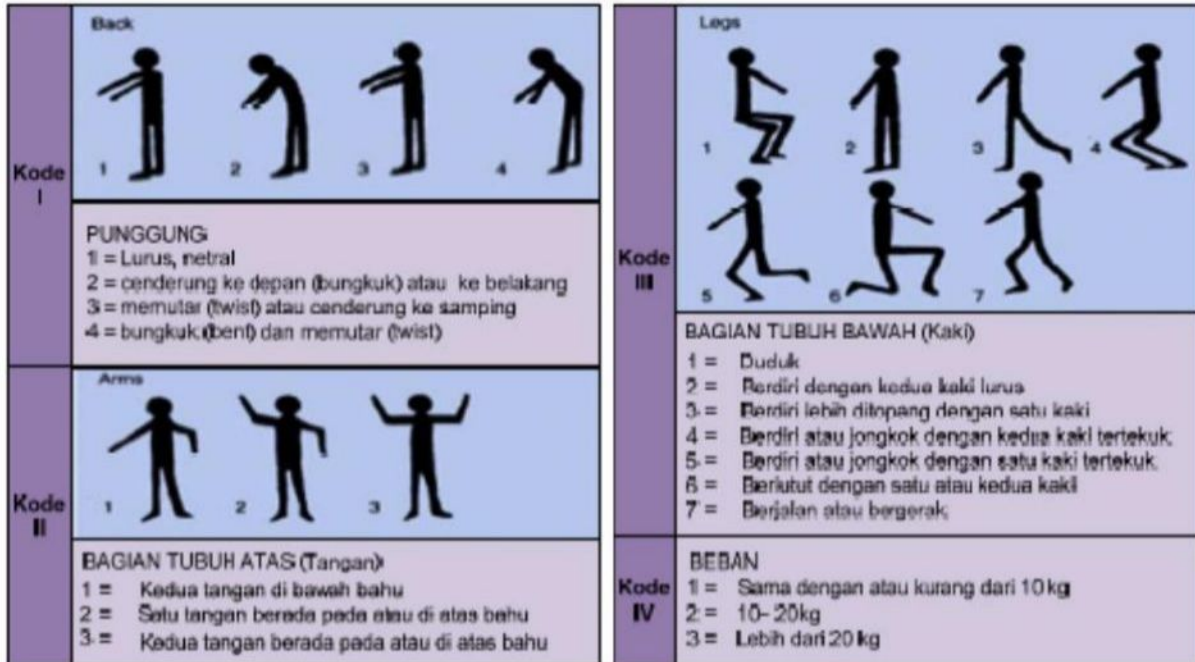 Kode
I
Back
1
2
3
4
PUNGGUNG
1 = Lurus, netral
2 = cenderung ke depan (bungkuk) atau ke belakang
3 = memutar (twist) atau cenderung ke samping
4 = bungkuk (bent) dan memutar (twist)
Kode
II
Arms
1
2
3
BAGIAN TUBUH ATAS (Tangan)
1 = Kedua tangan di bawah bahu
2 = Satu tangan berada pada atau di atas bahu
3 = Kedua tangan berada pada atau di atas bahu
Kode
III
Legs
1
2
3
4
5
6
7
BAGIAN TUBUH BAWAH (Kaki)
1 = Duduk
2 = Berdiri dengan kedua kaki lurus
3 = Berdiri lebih ditopang dengan satu kaki
4 = Berdiri atau jongkok dengan kedua kaki tertekuk
5 = Berdiri atau jongkok dengan satu kaki tertekuk
6 = Berlutut dengan satu atau kedua kaki
7 = Berjalan atau bergerak
Kode
IV
BEBAN
1 = Sama dengan atau kurang dari 10 kg
2 = 10- 20kg
3 = Lebih dari 20 kg